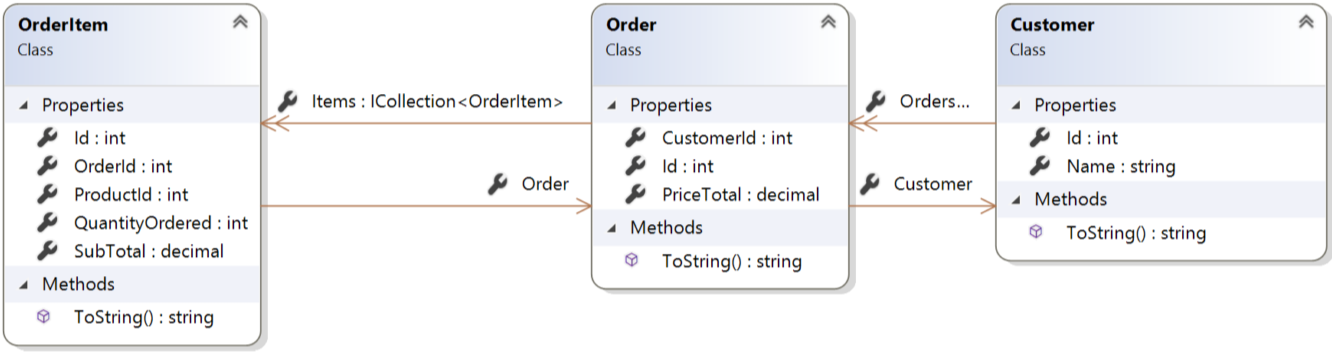 OrderItem
Class
Properties
Id : int
OrderId : int
ProductId : int
QuantityOrdered : int
SubTotal : decimal
Methods
ToString() : string
Items : ICollection<OrderItem>
Order
Order
Class
Properties
CustomerId : int
Id : int
PriceTotal : decimal
Methods
ToString() : string
Orders...
Customer
Customer
Class
Properties
Id : int
Name : string
Methods
ToString() : string